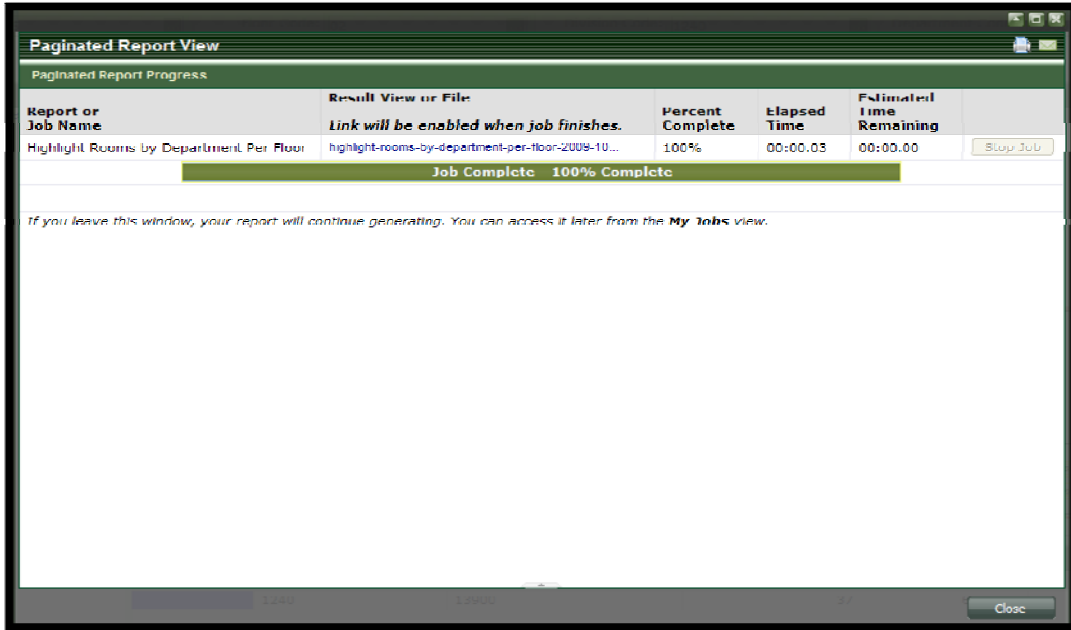 Paginated Report View
Paginated Report Progress
Report or Job Name
Result View or File
Link will be enabled when job finishes.
Percent Complete
Elapsed Time
Estimated Time Remaining
Highlight Rooms by Department Per Floor
highlight-rooms-by-department-per-floor-2009-10...
100%
00:00.03
00:00.00
Stop Job
Job Complete 100% Complete
If you leave this window, your report will continue generating. You can access it later from the My Jobs view.
1240
13900
37
Close